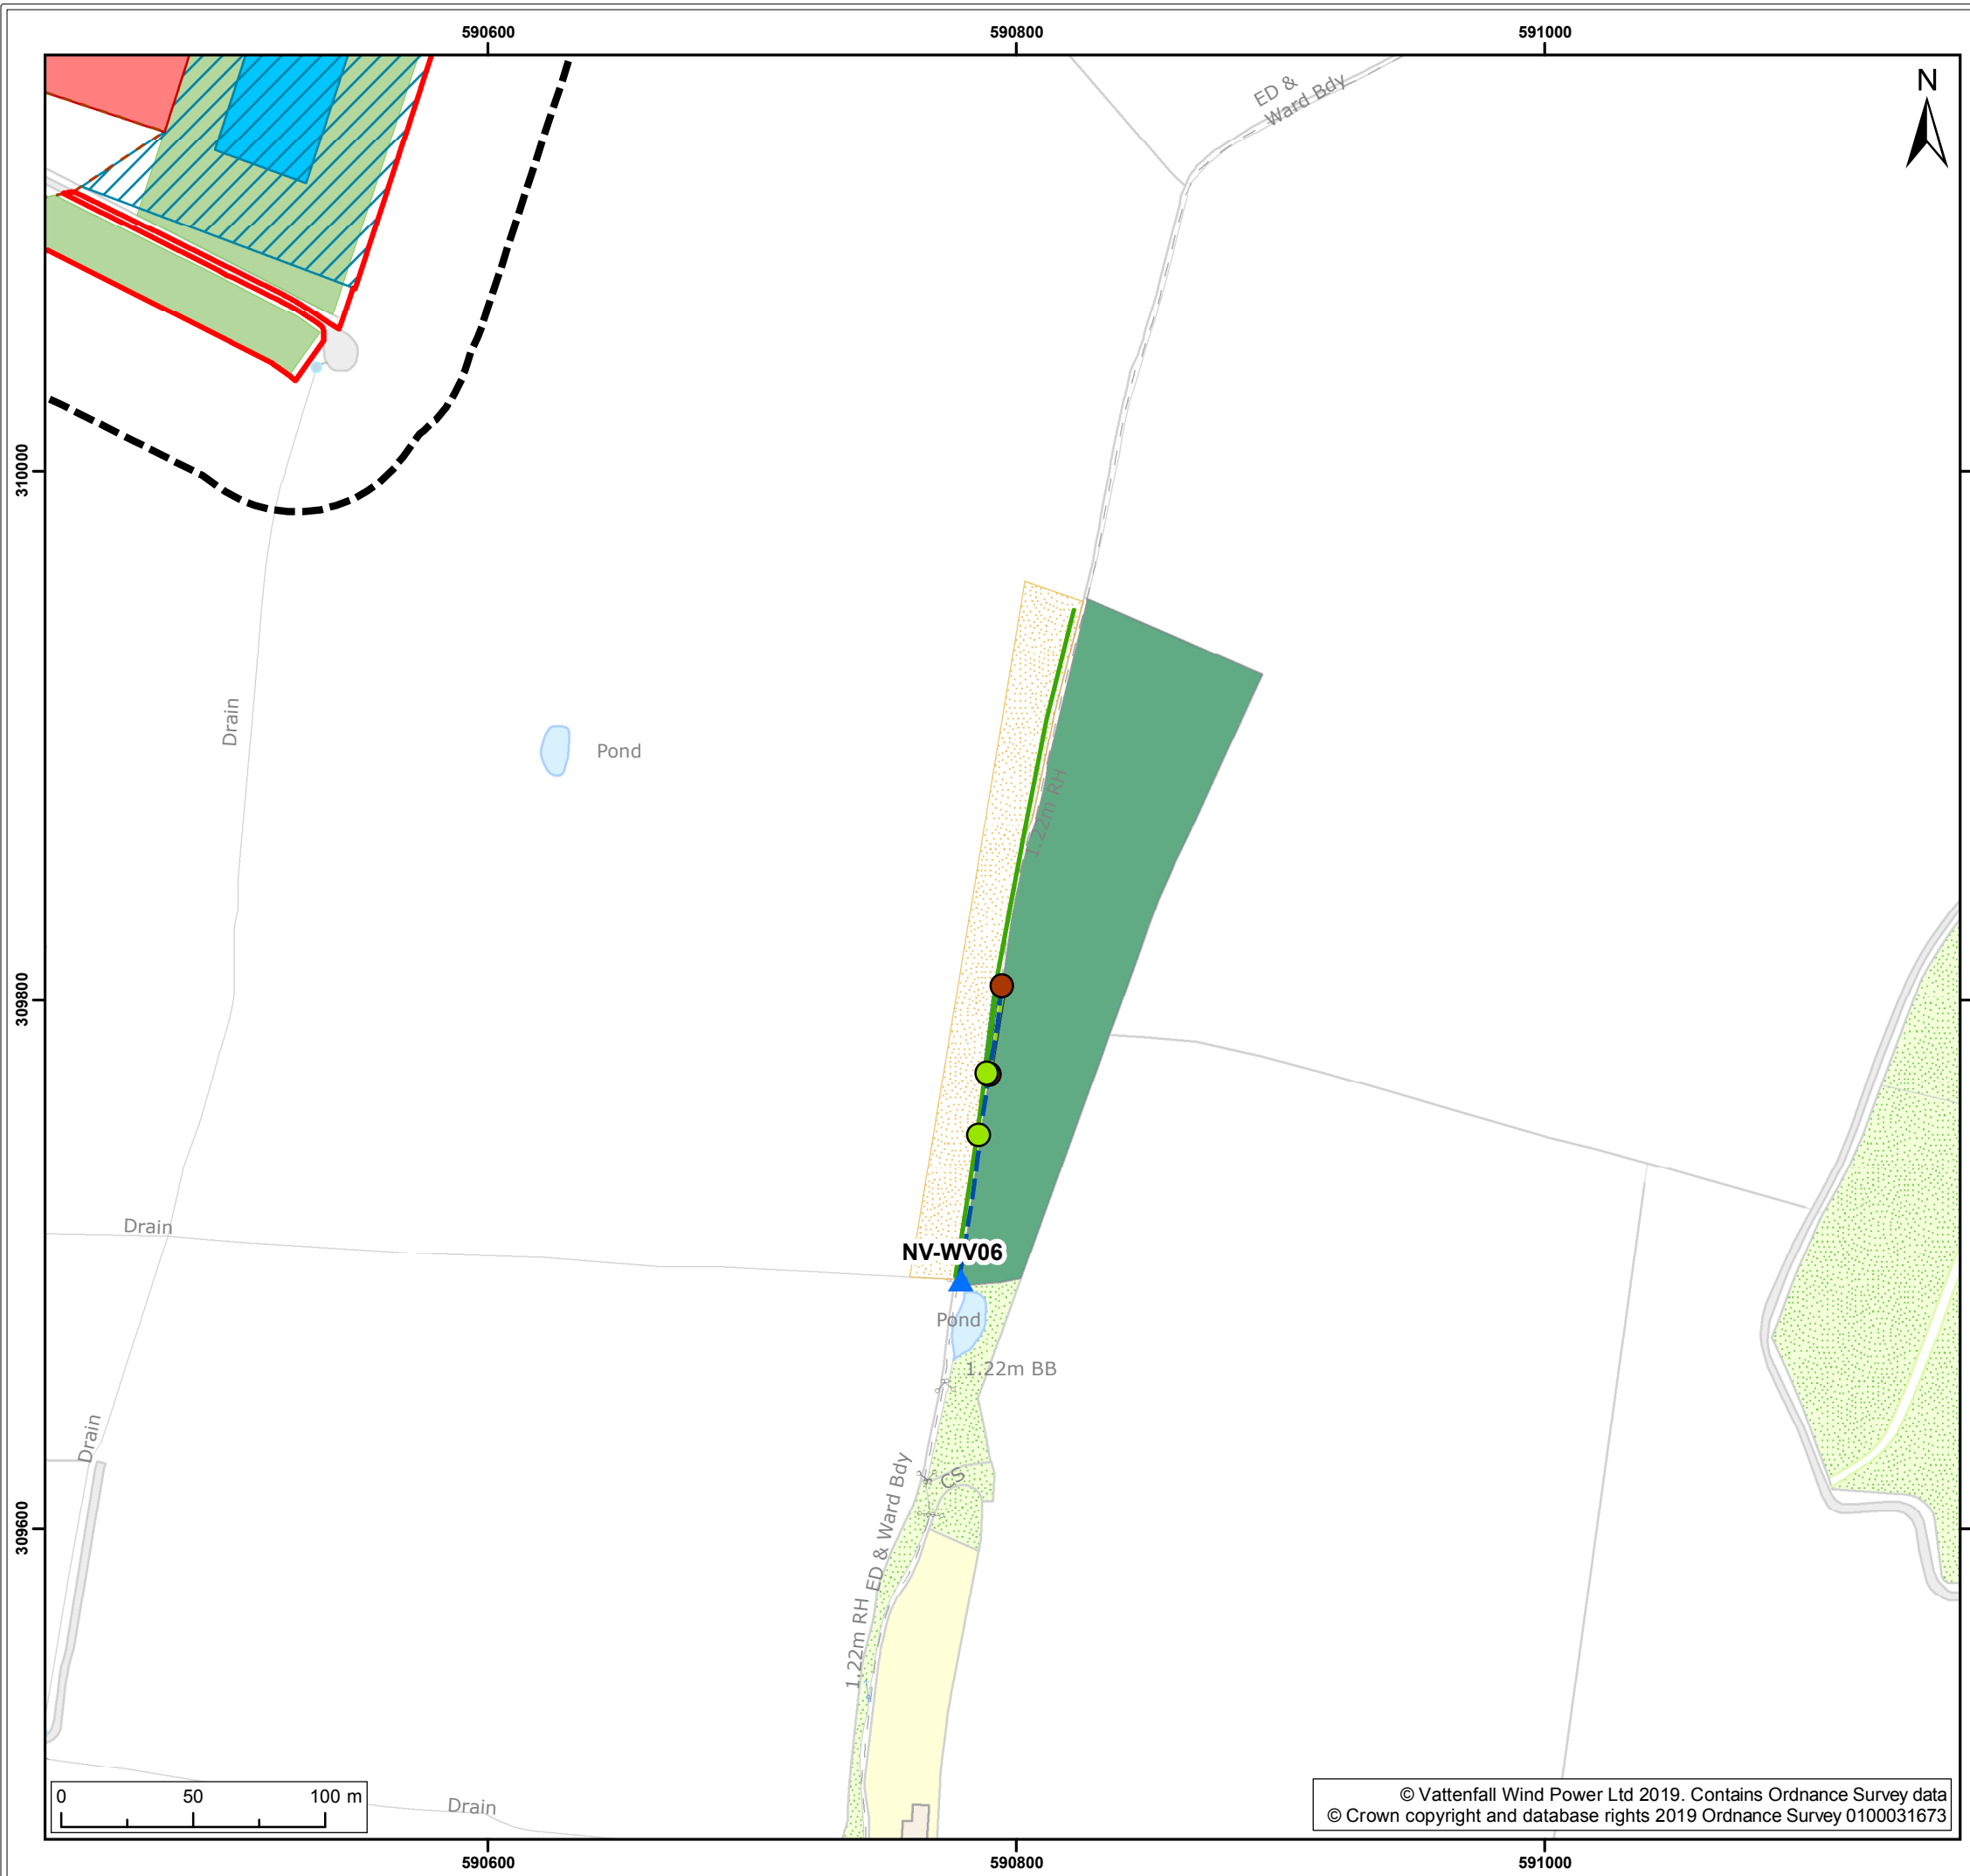 590600
590800
591000
N
ED &
Ward Bdy
310000
Drain
Pond
1.22m RH
309800
Drain
NV-WV06
Pond
1.22m BB
Drain
CS
309600
1.22m RH
ED & Ward Bdy
0
50
100 m
Drain
© Vattenfall Wind Power Ltd 2019. Contains Ordnance Survey data
© Crown copyright and database rights 2019 Ordnance Survey 0100031673
590600
590800
591000